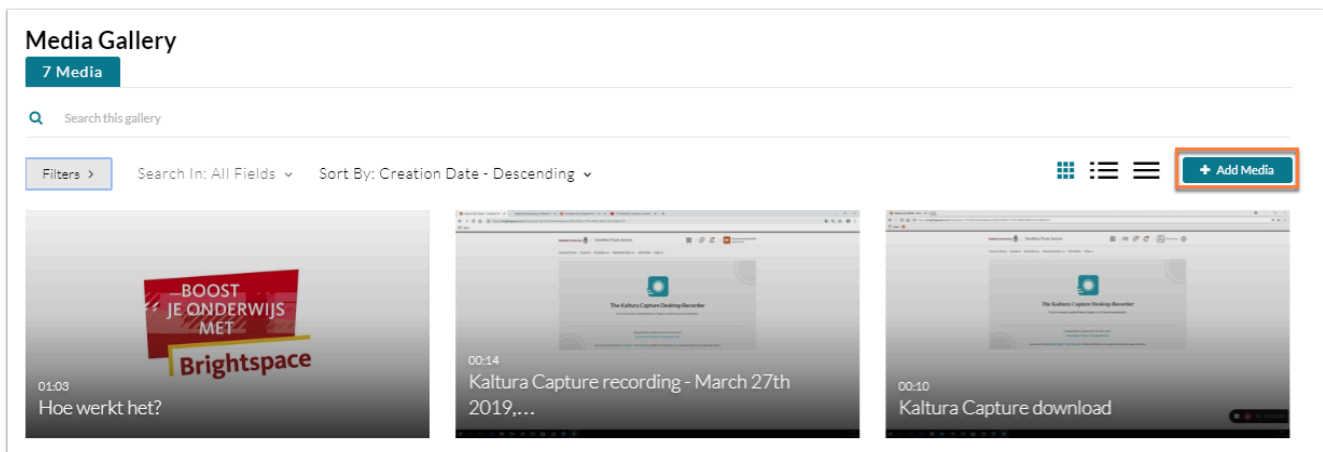 Media Gallery
7 Media
Search this gallery
Filters >
Search In: All Fields
Sort By: Creation Date - Descending
+ Add Media
BOOST
JE ONDERWIJS
MET
Brightspace
01:03
Hoe werkt het?
The Kaltura Capture Desktop Recorder
00:14
Kaltura Capture recording - March 27th
2019,...
The Kaltura Capture Desktop Recorder
00:10
Kaltura Capture download